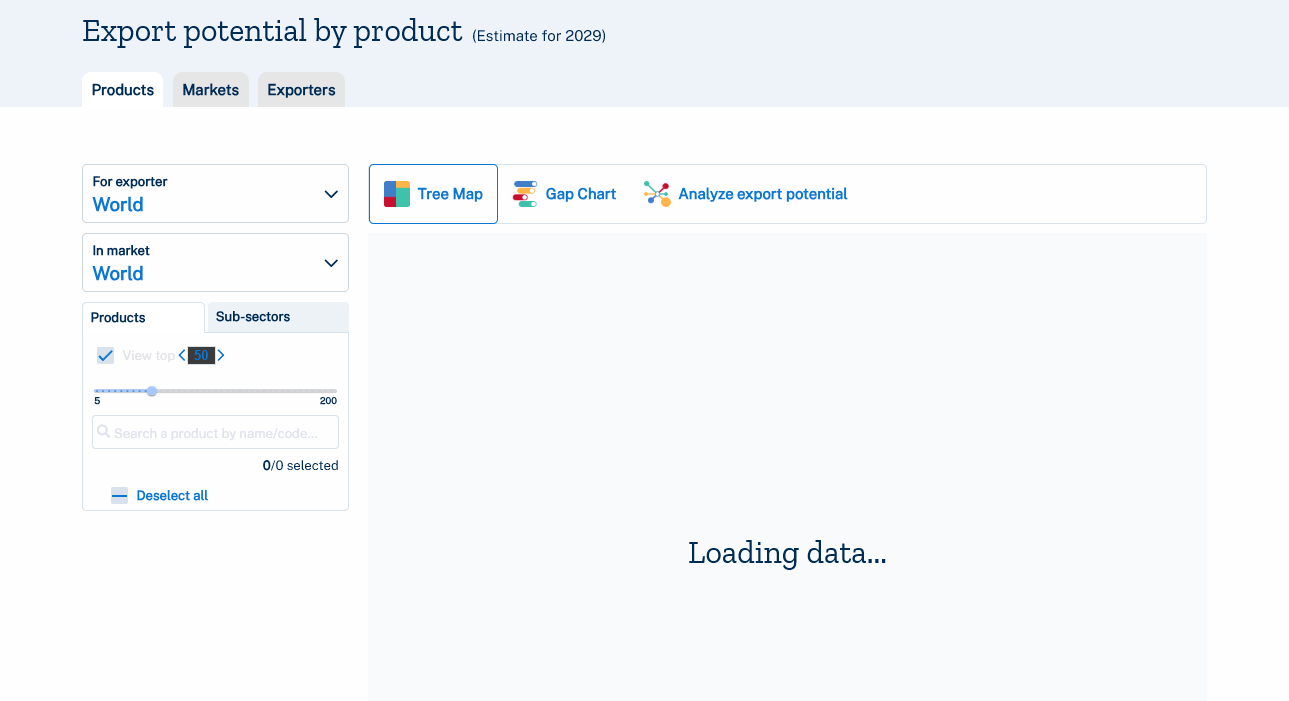 Export potential by product (Estimate for 2029)
Products Markets Exporters
For exporter
World
In market
World
Products Sub-sectors
View top 50
5 200
Search a product by name/code...
0/0 selected
Deselect all
Tree Map Gap Chart Analyze export potential
Loading data...